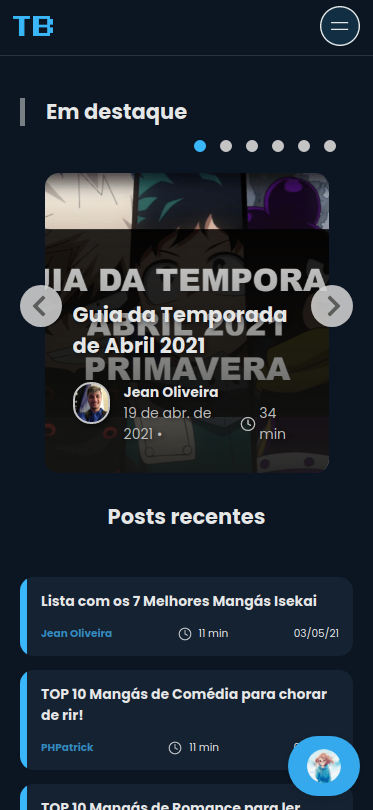 TB
Em destaque
IA DA TEMPORA
ABRIL 2021
PRIMAVERA
Guia da Temporada
de Abril 2021
Jean Oliveira
19 de abr. de
2021 •
34
min
Posts recentes
Lista com os 7 Melhores Mangás Isekai
Jean Oliveira 11 min 03/05/21
TOP 10 Mangás de Comédia para chorar
de rir!
PHPatrick 11 min
TOP 10 Mangás de Romance para ler